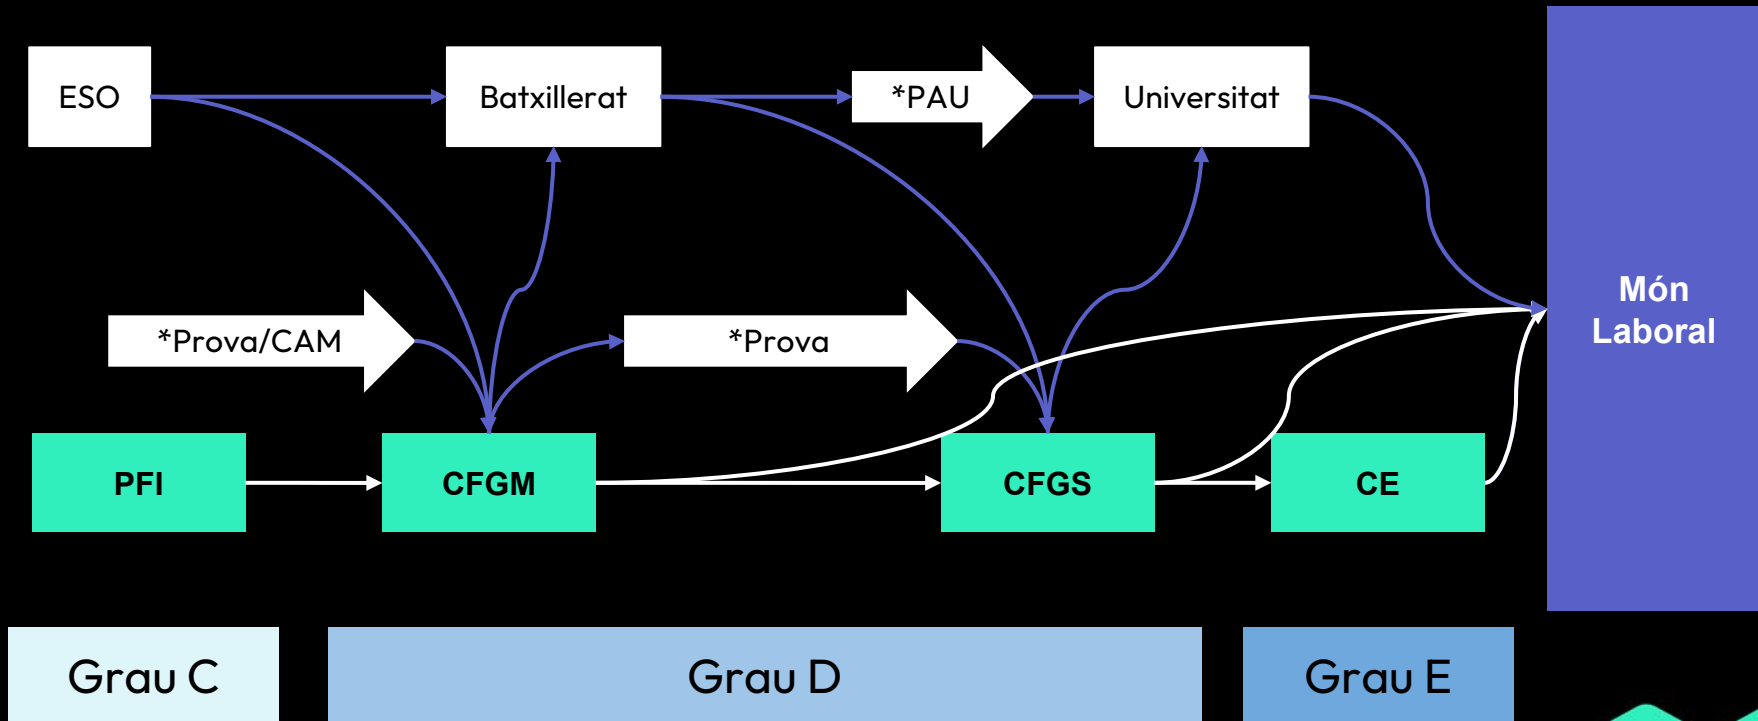 ESO
Batxillerat
*PAU
Universitat
Món
Laboral
*Prova/CAM
*Prova
PFI
CFGM
CFGS
CE
Grau C
Grau D
Grau E